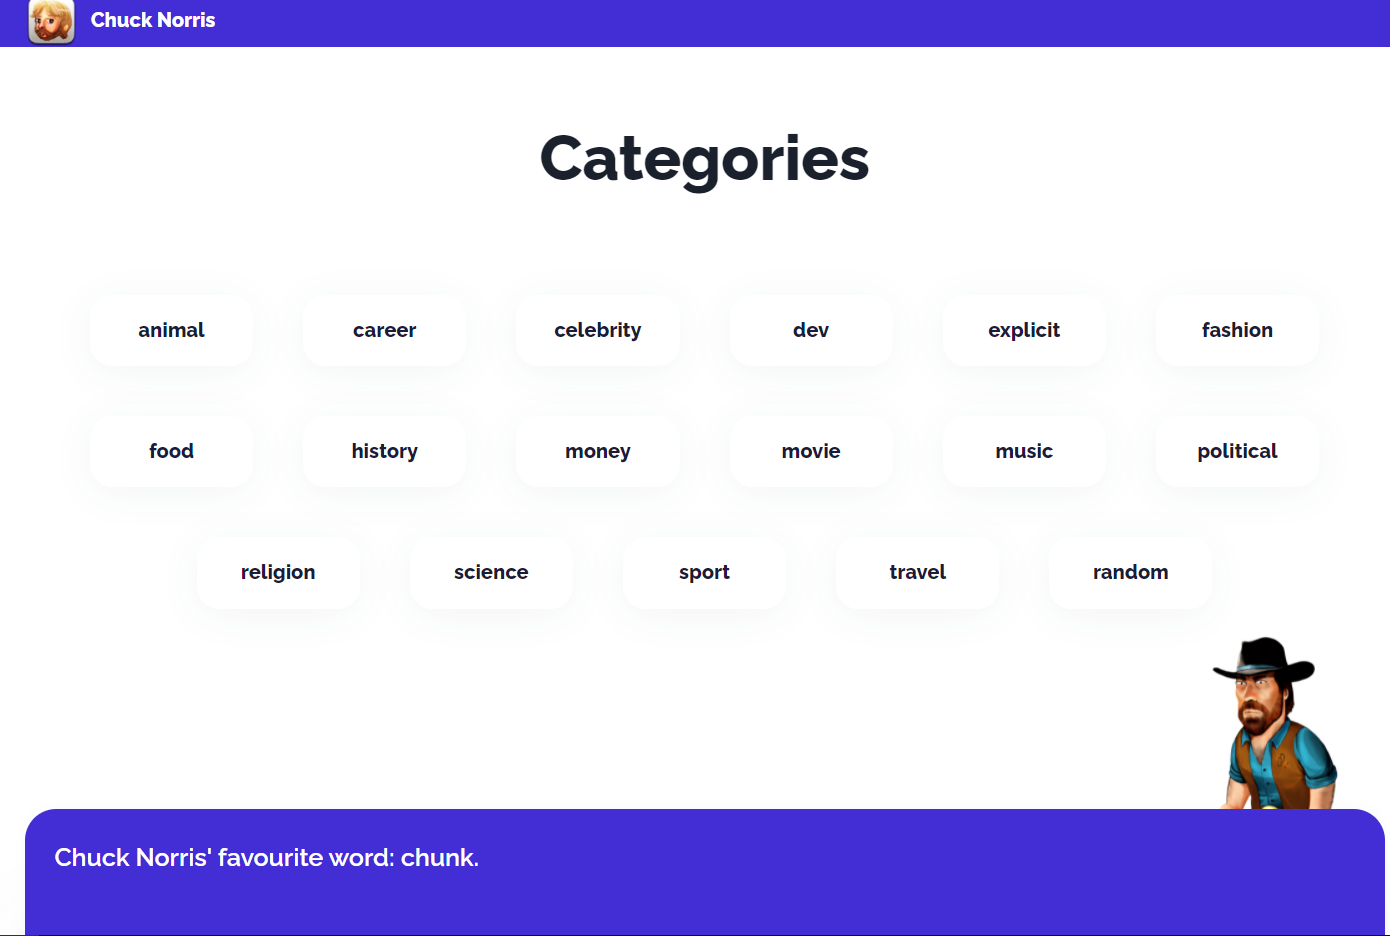 Chuck Norris
Categories
animal career celebrity dev explicit fashion
food history money movie music political
religion science sport travel random
Chuck Norris' favourite word: chunk.